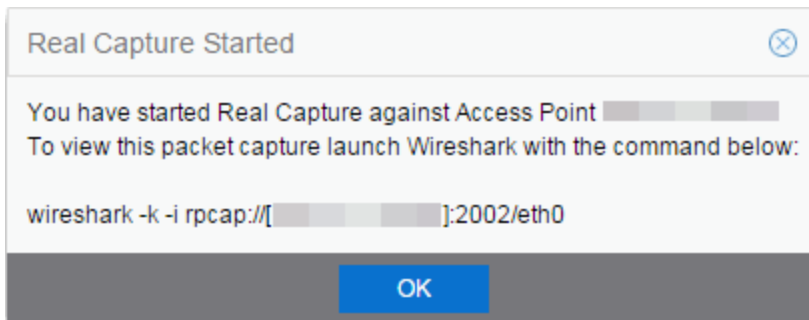 Real Capture Started
You have started Real Capture against Access Point
To view this packet capture launch Wireshark with the command below:
wireshark -k -i rpcap://[ ]:2002/eth0
OK